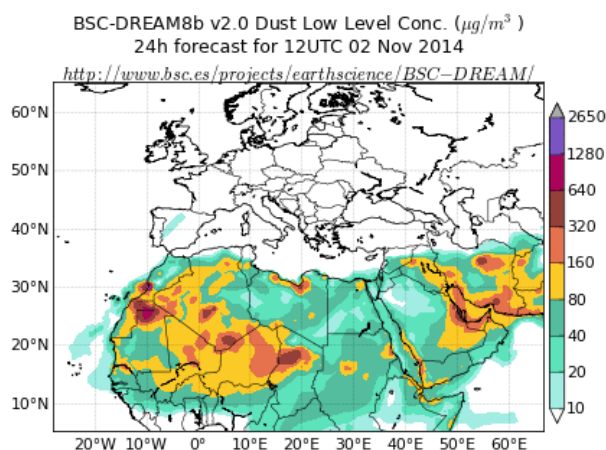 BSC-DREAM8b v2.0 Dust Low Level Conc. (μg/m³ )
24h forecast for 12UTC 02 Nov 2014
http://www.bsc.es/projects/earthscience/BSC−DREAM/
60°N
50°N
40°N
30°N
20°N
10°N
20°W 10°W 0° 10°E 20°E 30°E 40°E 50°E 60°E
2650
1280
640
320
160
80
40
20
10